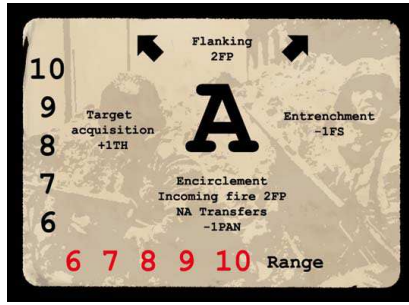 Flanking
2FP
10
9
8
7
6
Target
acquisition
+1TH
A
Entrenchment
-1FS
Encirclement
Incoming fire 2FP
NA Transfers
-1PAN
6 7 8 9 10 Range